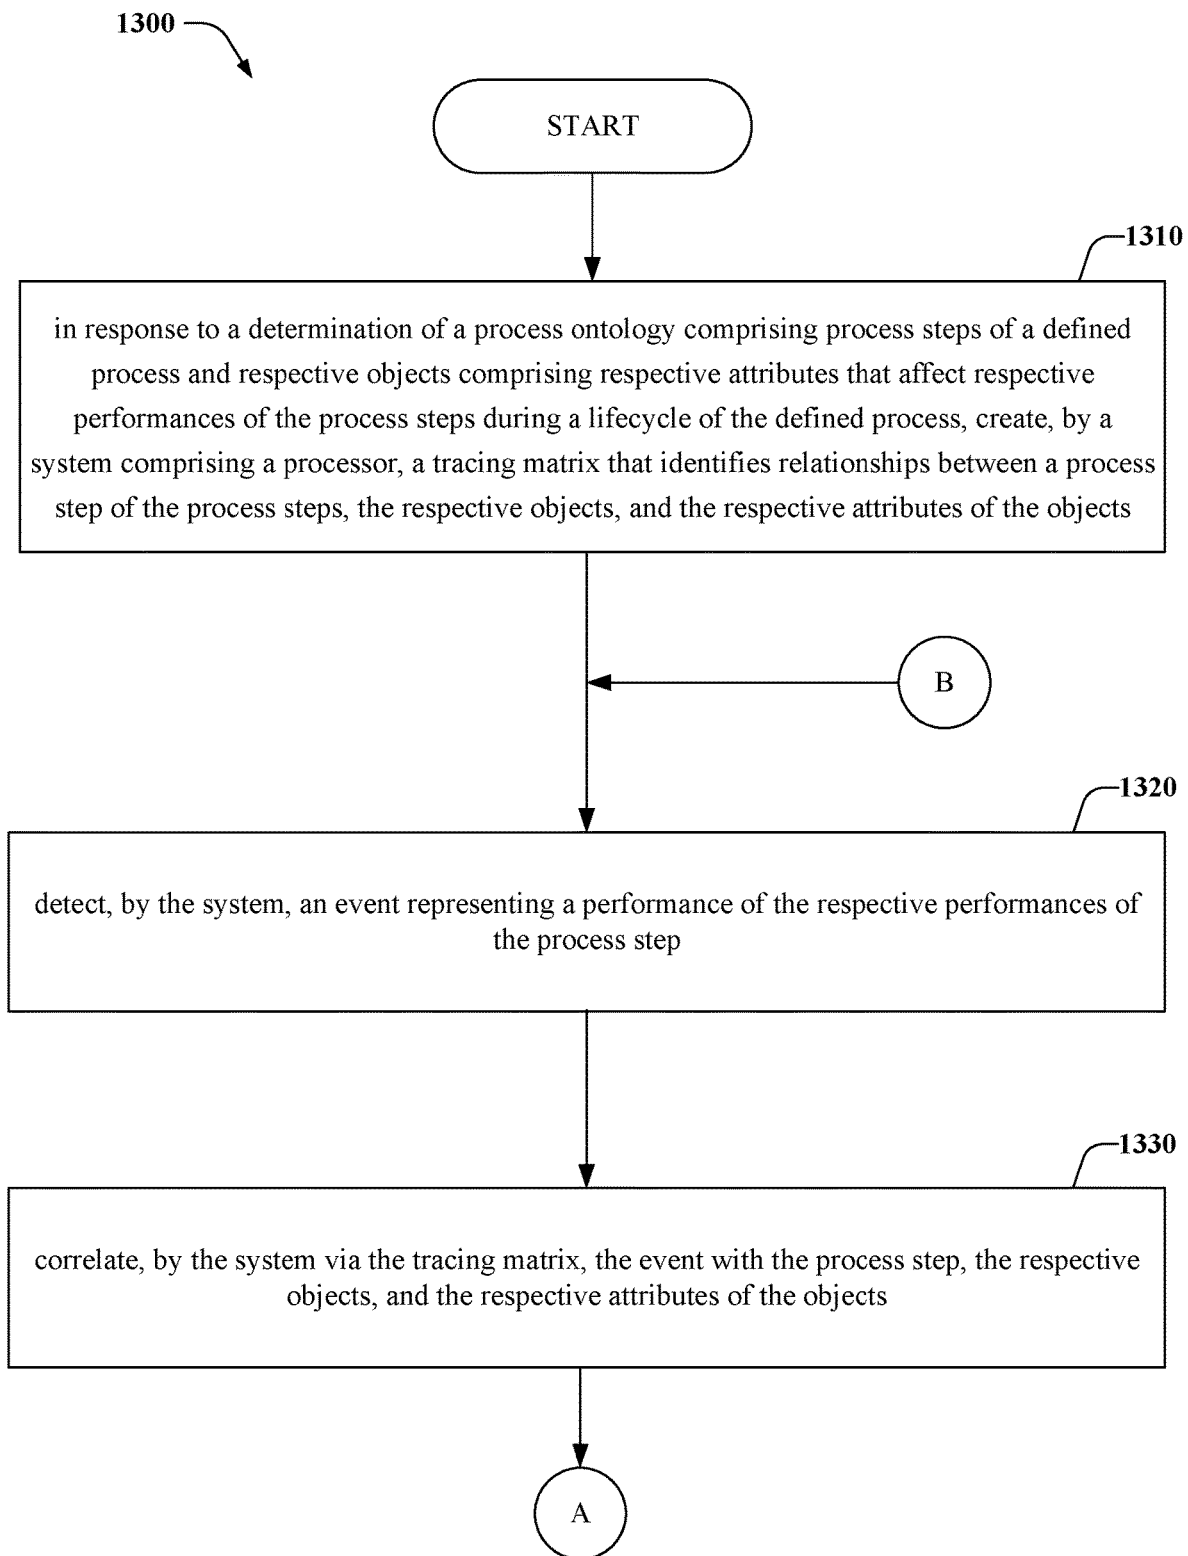 1300
START
1310
in response to a determination of a process ontology comprising process steps of a defined
process and respective objects comprising respective attributes that affect respective
performances of the process steps during a lifecycle of the defined process, create, by a
system comprising a processor, a tracing matrix that identifies relationships between a process
step of the process steps, the respective objects, and the respective attributes of the objects
B
1320
detect, by the system, an event representing a performance of the respective performances of
the process step
1330
correlate, by the system via the tracing matrix, the event with the process step, the respective
objects, and the respective attributes of the objects
A